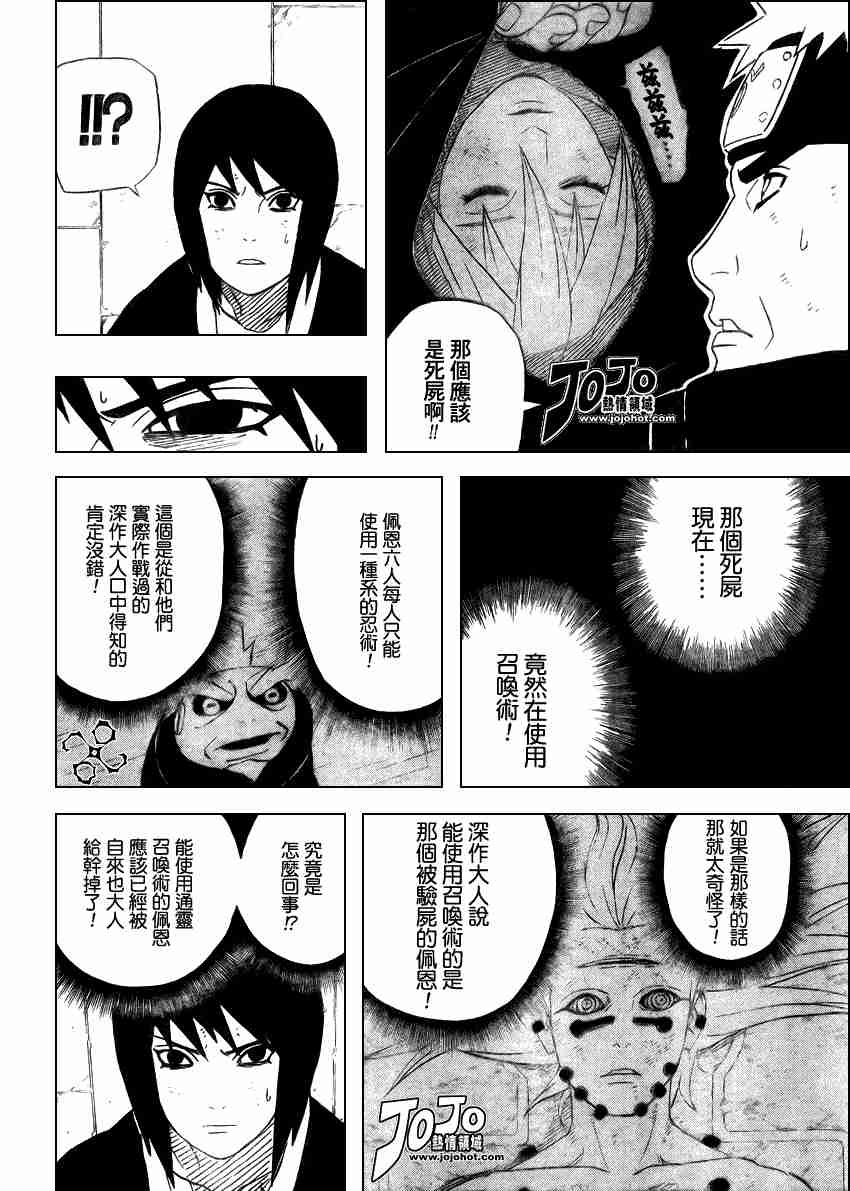 兹兹兹……
那個應該
是死屍啊!!
JOJO
熱情領域
www.jojohot.com
!!?
那個死屍
現在……
竟然在使用
召喚術！
佩恩六人每人只能
使用一種系的忍術！
這個是從和他們
實際作戰過的
深作大人口中得知的
肯定沒錯！
如果是那樣的話
那就太奇怪了！
深作大人說
能使用召喚術的是
那個被驗屍的佩恩！
JOJO
熱情領域
www.jojohot.com
究竟是
怎麼回事!?
能使用通靈
召喚術的佩恩
應該已經被
自來也大人
給幹掉了！